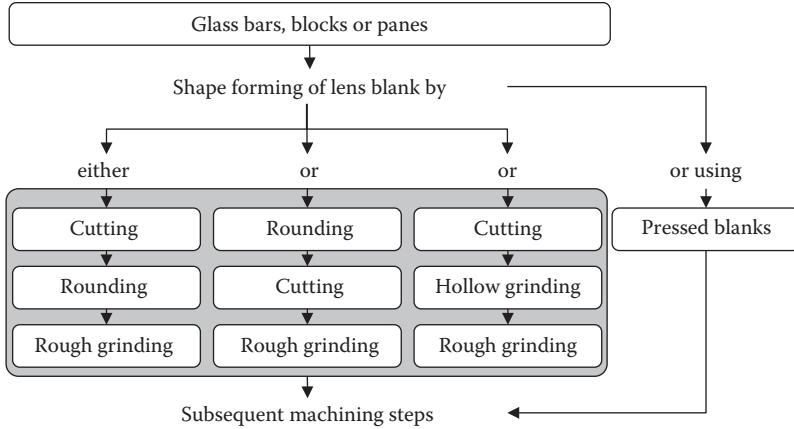 Glass bars, blocks or panes
Shape forming of lens blank by
either
or
or
or using
Cutting
Rounding
Cutting
Pressed blanks
Rounding
Cutting
Hollow grinding
Rough grinding
Rough grinding
Rough grinding
Subsequent machining steps